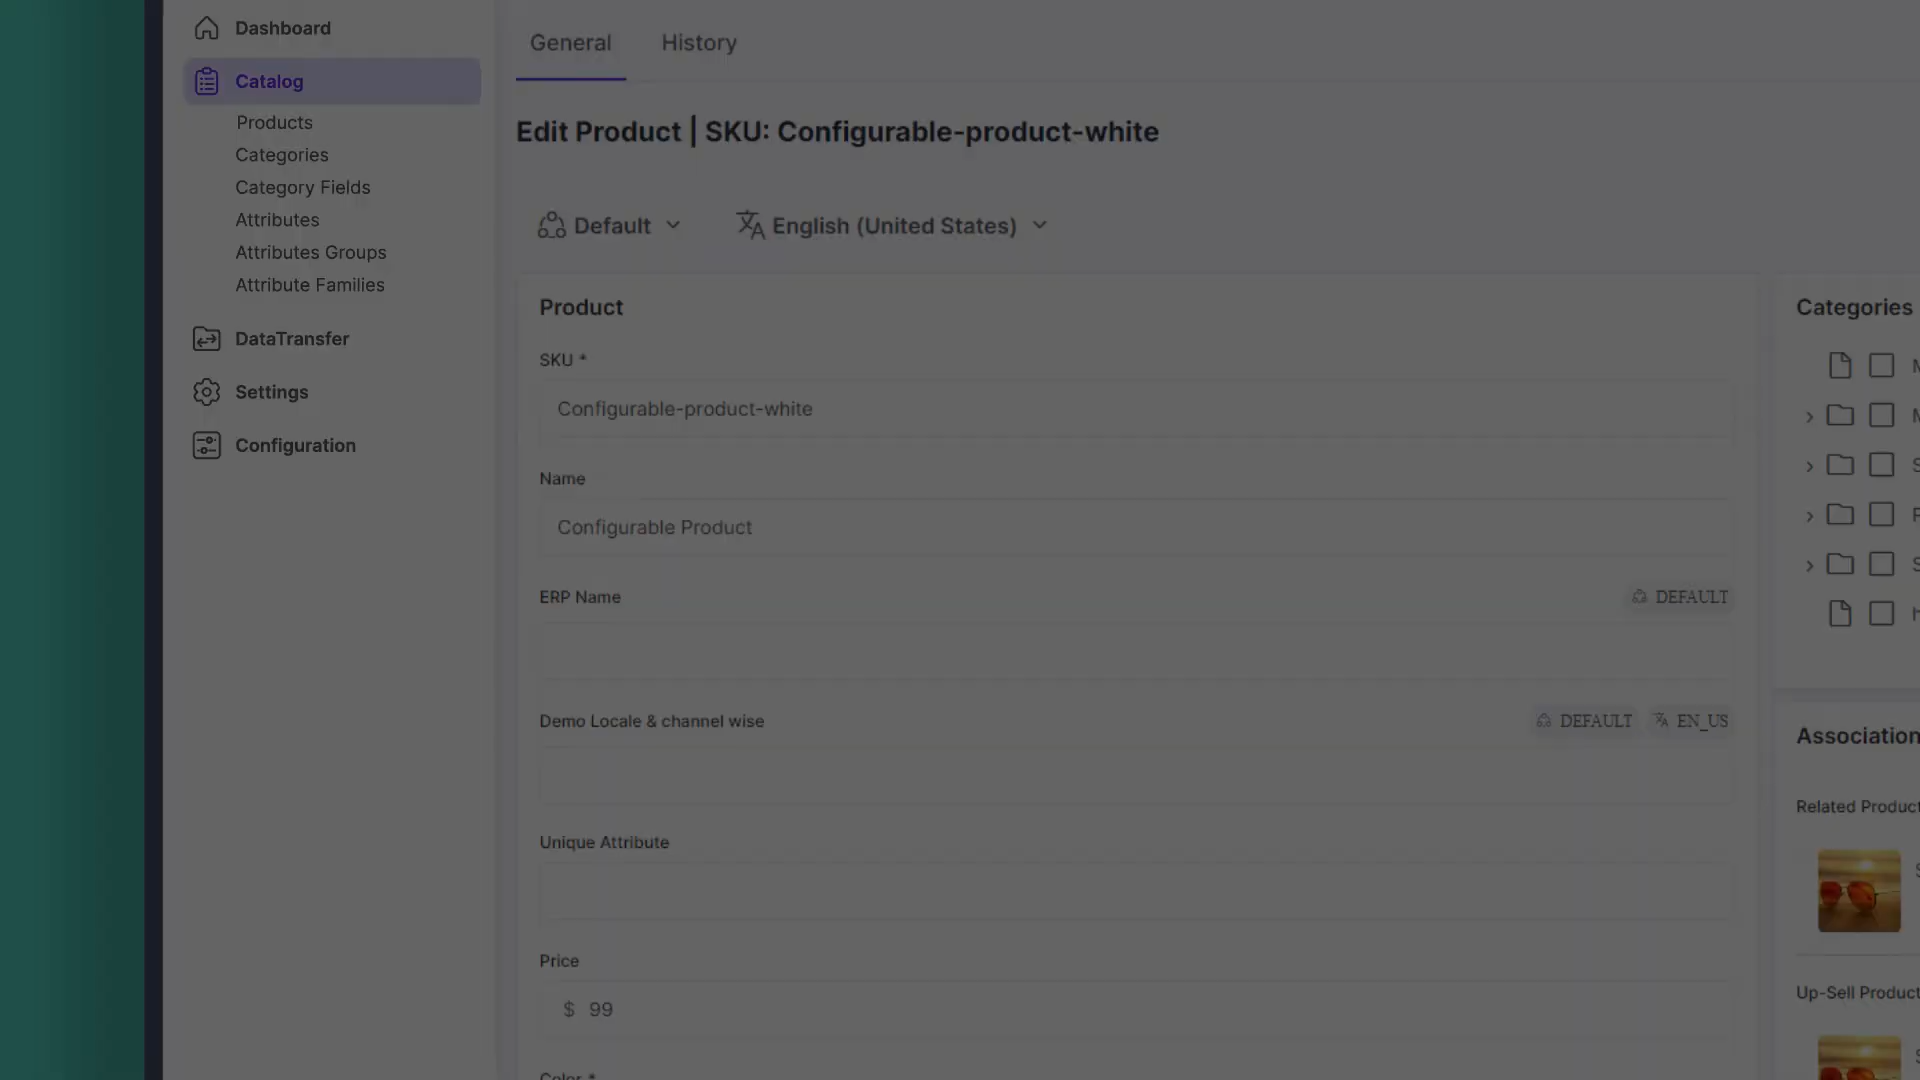 Dashboard
Catalog
Products
Categories
Category Fields
Attributes
Attributes Groups
Attribute Families
DataTransfer
Settings
Configuration
General
History
Edit Product | SKU: Configurable-product-white
Default
English (United States)
Product
SKU *
Configurable-product-white
Name
Configurable Product
ERP Name
DEFAULT
Demo Locale & channel wise
DEFAULT
EN_US
Unique Attribute
Price
$ 99
Color *
Categories
Association
Related Product
Up-Sell Product